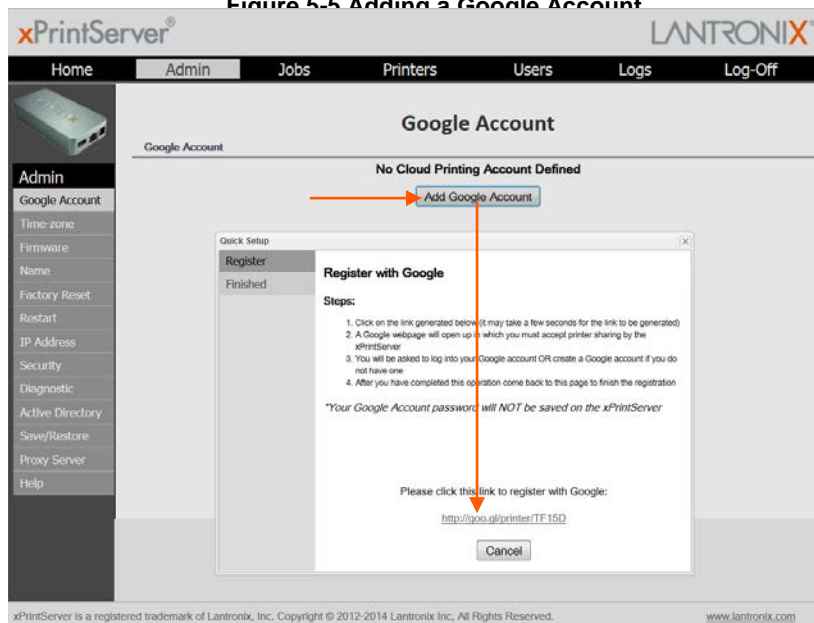 Figure 5-5 Adding a Google Account
xPrintServer®
LANTRONIX®
Home Admin Jobs Printers Users Logs Log-Off
Google Account
Google Account
No Cloud Printing Account Defined
Add Google Account
Admin
Google Account
Time-zone
Firmware
Name
Factory Reset
Restart
IP Address
Security
Diagnostic
Active Directory
Save/Restore
Proxy Server
Help
Quick Setup
x
Register
Finished
Register with Google
Steps:
1. Click on the link generated below (it may take a few seconds for the link to be generated)
2. A Google webpage will open up in which you must accept printer sharing by the
xPrintServer
3. You will be asked to log into your Google account OR create a Google account if you do
not have one
4. After you have completed this operation come back to this page to finish the registration
*Your Google Account password will NOT be saved on the xPrintServer
Please click this link to register with Google:
http://goo.gl/printer/TF15D
Cancel
xPrintServer is a registered trademark of Lantronix, Inc. Copyright © 2012-2014 Lantronix Inc, All Rights Reserved.
www.lantronix.com